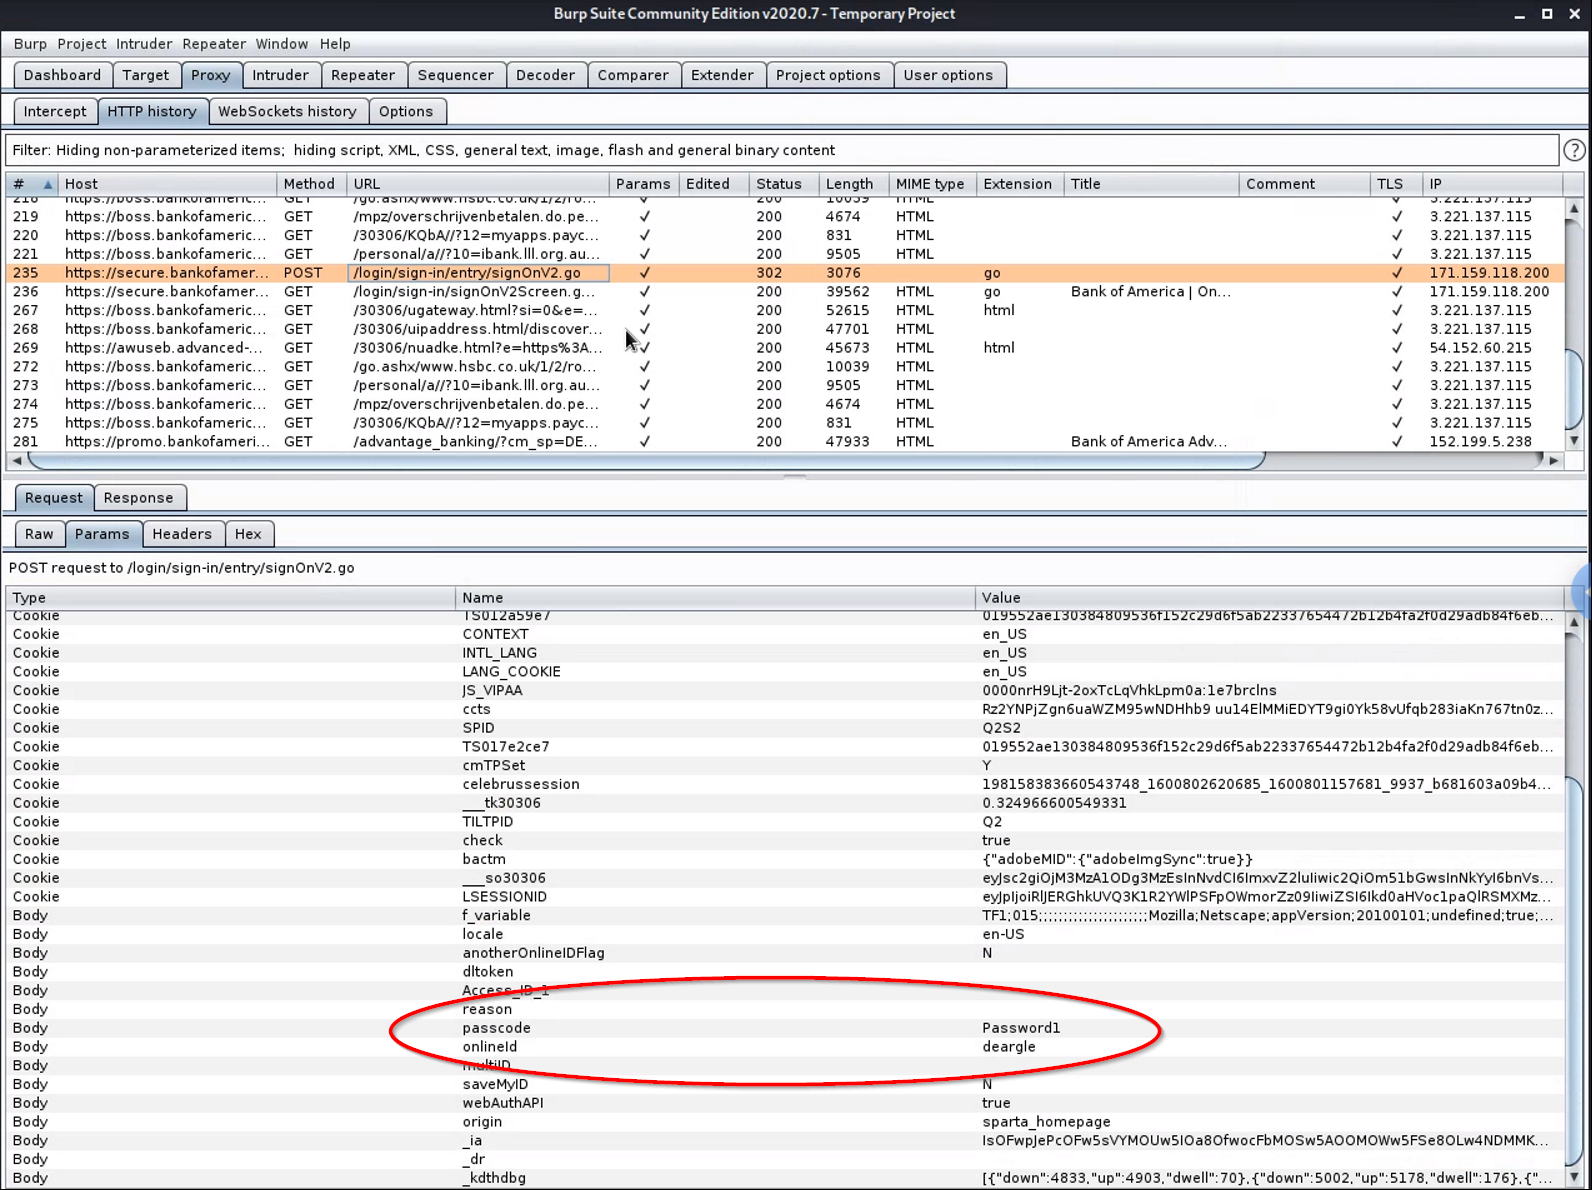 Burp Suite Community Edition v2020.7 - Temporary Project
Burp Project Intruder Repeater Window Help
Dashboard Target Proxy Intruder Repeater Sequencer Decoder Comparer Extender Project options User options
Intercept HTTP history WebSockets history Options
Filter: Hiding non-parameterized items; hiding script, XML, CSS, general text, image, flash and general binary content ?
# Host Method URL Params Edited Status Length MIME type Extension Title Comment TLS IP
218 https://boss.bankofameric... GET /go.ashx/www.hsbc.co.uk/1/2/ro... ✓ 200 10039 HTML ✓ 3.221.137.115
219 https://boss.bankofameric... GET /mpz/overschrijvenbetalen.do.pe... ✓ 200 4674 HTML ✓ 3.221.137.115
220 https://boss.bankofameric... GET /30306/KQbA//?12=myapps.payc... ✓ 200 831 HTML ✓ 3.221.137.115
221 https://boss.bankofameric... GET /personal/a//?10=ibank.lll.org.au... ✓ 200 9505 HTML ✓ 3.221.137.115
235 https://secure.bankofamer... POST /login/sign-in/entry/signOnV2.go ✓ 302 3076 go ✓ 171.159.118.200
236 https://secure.bankofamer... GET /login/sign-in/signOnV2Screen.g... ✓ 200 39562 HTML go Bank of America | On... ✓ 171.159.118.200
267 https://boss.bankofameric... GET /30306/ugateway.html?si=0&e=... ✓ 200 52615 HTML html ✓ 3.221.137.115
268 https://boss.bankofameric... GET /30306/uipaddress.html/discover... ✓ 200 47701 HTML ✓ 3.221.137.115
269 https://awuseb.advanced-... GET /30306/nuadke.html?e=https%3A... ✓ 200 45673 HTML html ✓ 54.152.60.215
272 https://boss.bankofameric... GET /go.ashx/www.hsbc.co.uk/1/2/ro... ✓ 200 10039 HTML ✓ 3.221.137.115
273 https://boss.bankofameric... GET /personal/a//?10=ibank.lll.org.au... ✓ 200 9505 HTML ✓ 3.221.137.115
274 https://boss.bankofameric... GET /mpz/overschrijvenbetalen.do.pe... ✓ 200 4674 HTML ✓ 3.221.137.115
275 https://boss.bankofameric... GET /30306/KQbA//?12=myapps.payc... ✓ 200 831 HTML ✓ 3.221.137.115
281 https://promo.bankofameri... GET /advantage_banking/?cm_sp=DE... ✓ 200 47933 HTML Bank of America Adv... ✓ 152.199.5.238
Request Response
Raw Params Headers Hex
POST request to /login/sign-in/entry/signOnV2.go
Type Name Value
Cookie TS012a59e7 019552ae130384809536f152c29d6f5ab22337654472b12b4fa2f0d29adb84f6eb...
Cookie CONTEXT en_US
Cookie INTL_LANG en_US
Cookie LANG_COOKIE en_US
Cookie JS_VIPAA 0000nrH9Ljt-2oxTcLqVhkLpm0a:1e7brclns
Cookie ccts Rz2YNPjZgn6uaWZM95wNDHhb9 uu14ElMMiEDYT9gi0Yk58vUfqb283iaKn767tn0z...
Cookie SPID Q2S2
Cookie TS017e2ce7 019552ae130384809536f152c29d6f5ab22337654472b12b4fa2f0d29adb84f6eb...
Cookie cmTPSet Y
Cookie celebrussession 198158383660543748_1600802620685_1600801157681_9937_b681603a09b4...
Cookie ___tk30306 0.324966600549331
Cookie TILTPID Q2
Cookie check true
Cookie bactm {"adobeMID":{"adobeImgSync":true}}
Cookie ___so30306 eyJsc2giOjM3MzA1ODg3MzEsInNvdCI6ImxvZ2luIiwic2QiOm51bGwsInNkYyI6bnVs...
Cookie LSESSIONID eyJpIjoiRlJERGhkUVQ3K1R2YWlPSFpOWmorZz09IiwiZSI6Ikd0aHVoc1paQlRSMXMz...
Body f_variable TF1;015;;;;;;;;;;;;;;;;;;;;;;Mozilla;Netscape;appVersion;20100101;undefined;true;...
Body locale en-US
Body anotherOnlineIDFlag N
Body dltoken
Body Access_ID_1
Body reason
Body passcode Password1
Body onlineId deargle
Body multiID
Body saveMyID N
Body webAuthAPI true
Body origin sparta_homepage
Body _ia IsOFwpJePcOFw5sVYMOUw5IOa8OfwocFbMOSw5AOOMOWw5FSe8OLw4NDMMK...
Body _dr
Body _kdthdbg [{"down":4833,"up":4903,"dwell":70},{"down":5002,"up":5178,"dwell":176},{"...